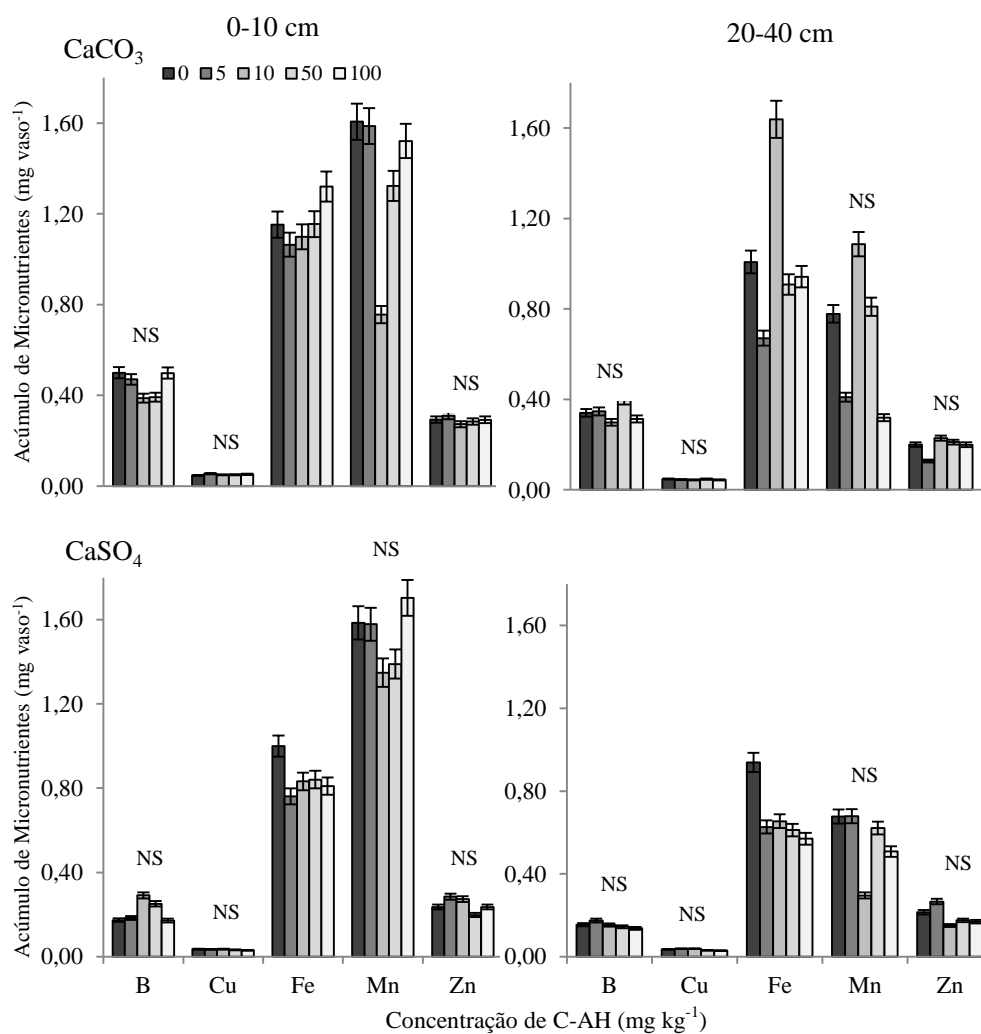 0-10 cm
20-40 cm
CaCO3
0 5 10 50 100
Acúmulo de Micronutrientes (mg vaso-1)
1,60
1,20
0,80
0,40
0,00
NS
NS
NS
1,60
1,20
0,80
0,40
0,00
NS
NS
NS
NS
CaSO4
Acúmulo de Micronutrientes (mg vaso-1)
1,60
1,20
0,80
0,40
0,00
NS
NS
NS
NS
B Cu Fe Mn Zn
1,60
1,20
0,80
0,40
0,00
NS
NS
NS
NS
B Cu Fe Mn Zn
Concentração de C-AH (mg kg-1)